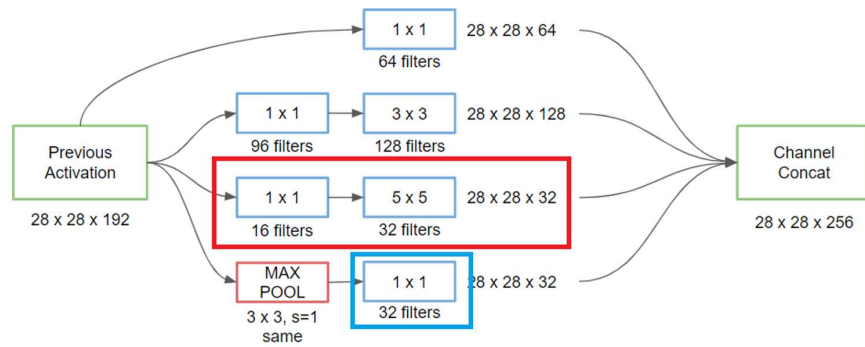 1 x 1
28 x 28 x 64
64 filters
1 x 1
3 x 3
28 x 28 x 128
96 filters
128 filters
Previous
Activation
28 x 28 x 192
1 x 1
5 x 5
28 x 28 x 32
16 filters
32 filters
MAX
POOL
3 x 3, s=1
same
1 x 1
28 x 28 x 32
32 filters
Channel
Concat
28 x 28 x 256